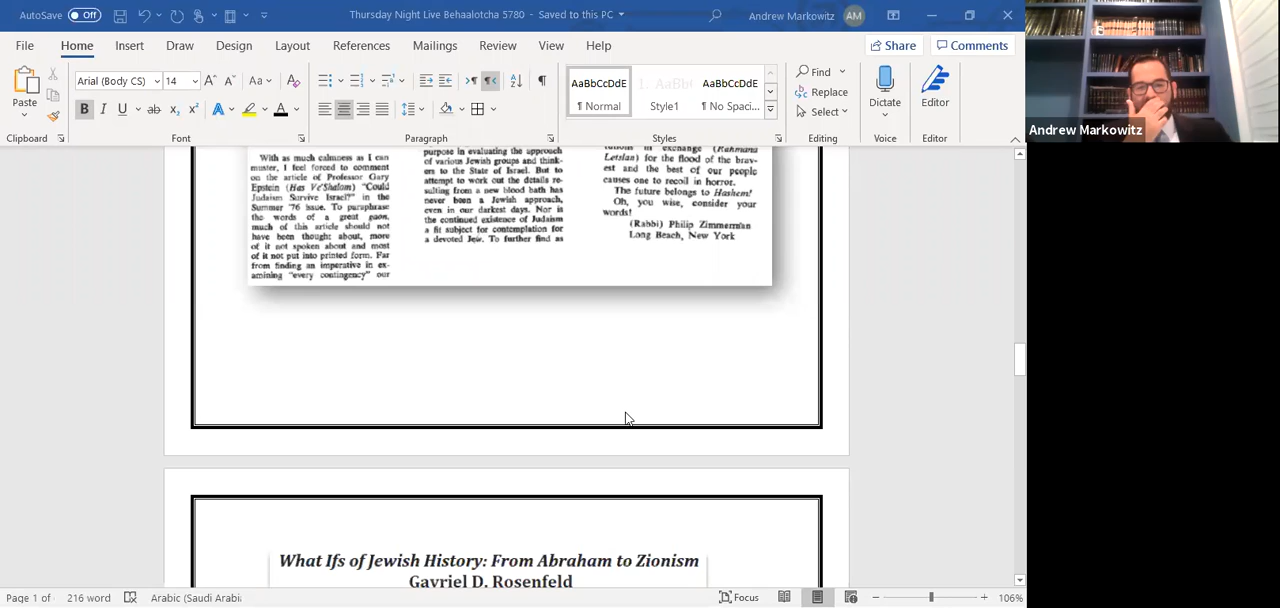 AutoSave Off
Thursday Night Live Behaalotcha 5780 - Saved to this PC
Andrew Markowitz AM
File Home Insert Draw Design Layout References Mailings Review View Help
Share Comments
Paste
Arial (Body CS) 14
AaBbCcDdE
¶ Normal
1. AaBb
Style1
AaBbCcDdE
¶ No Spaci...
Find
Replace
Select
Dictate
Editor
Clipboard Font Paragraph Styles Editing Voice Editor
Andrew Markowitz
With as much calmness as I can
muster, I feel forced to comment
on the article of Professor Gary
Epstein (Has Ve'Shalom) "Could
Judaism Survive Israel?" in the
Summer '76 issue. To paraphrase
the words of a great gaon,
much of this article should not
have been thought about, more
of it not spoken about and most
of it not put into printed form. Far
from finding an imperative in ex-
amining "every contingency" our
purpose in evaluating the approach
of various Jewish groups and think-
ers to the State of Israel. But to
attempt to work out the details re-
sulting from a new blood bath has
never been a Jewish approach,
even in our darkest days. Nor is
the continued existence of Judaism
a fit subject for contemplation for
a devoted Jew. To further find as
in exchange (Rahmana
Letzlan) for the flood of the brav-
est and the best of our people
causes one to recoil in horror.
The future belongs to Hashem!
Oh, you wise, consider your
words!
(Rabbi) Philip Zimmerman
Long Beach, New York
What Ifs of Jewish History: From Abraham to Zionism
Gavriel D. Rosenfeld
Page 1 of 216 word Arabic (Saudi Arabia
Focus 106%